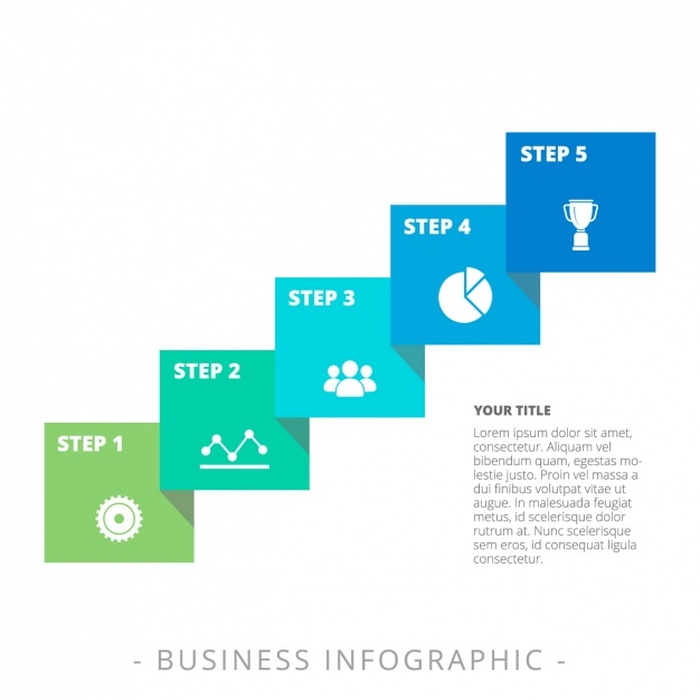 STEP 5
STEP 4
STEP 3
STEP 2
STEP 1
YOUR TITLE
Lorem ipsum dolor sit amet,
consectetur. Aliquam vel
bibendum quam, egestas mo-
lestie justo. Proin vel massa a
dui finibus volutpat vitae ut
augue. In malesuada feugiat
metus, id scelerisque dolor
rutrum at. Nunc scelerisque
sem eros, id consequat ligula
consectetur.
- BUSINESS INFOGRAPHIC -